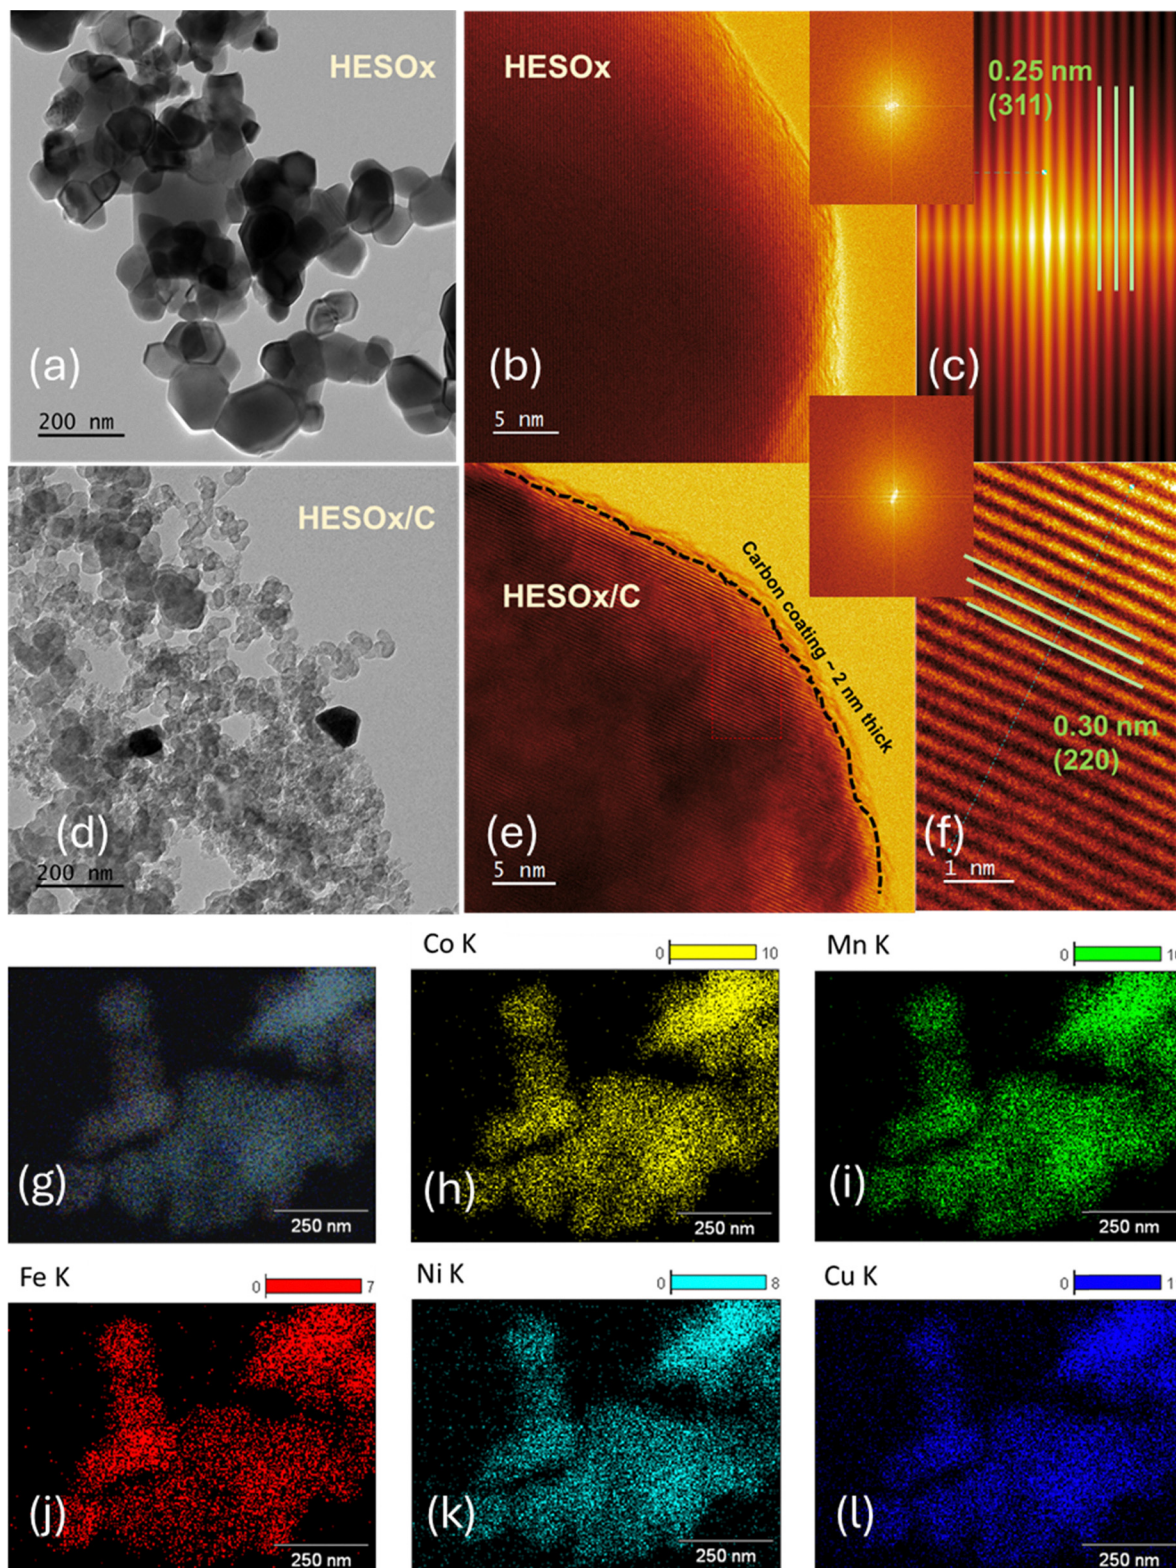 HESOx
(a)
200 nm
HESOx
(b)
5 nm
0.25 nm
(311)
(c)
HESOx/C
(d)
200 nm
HESOx/C
Carbon coating ~ 2 nm thick
(e)
5 nm
0.30 nm
(220)
(f)
1 nm
(g)
250 nm
Co K
0 10
(h)
250 nm
Mn K
0
(i)
250 nm
Fe K
0 7
(j)
250 nm
Ni K
0 8
(k)
250 nm
Cu K
0
(l)
250 nm